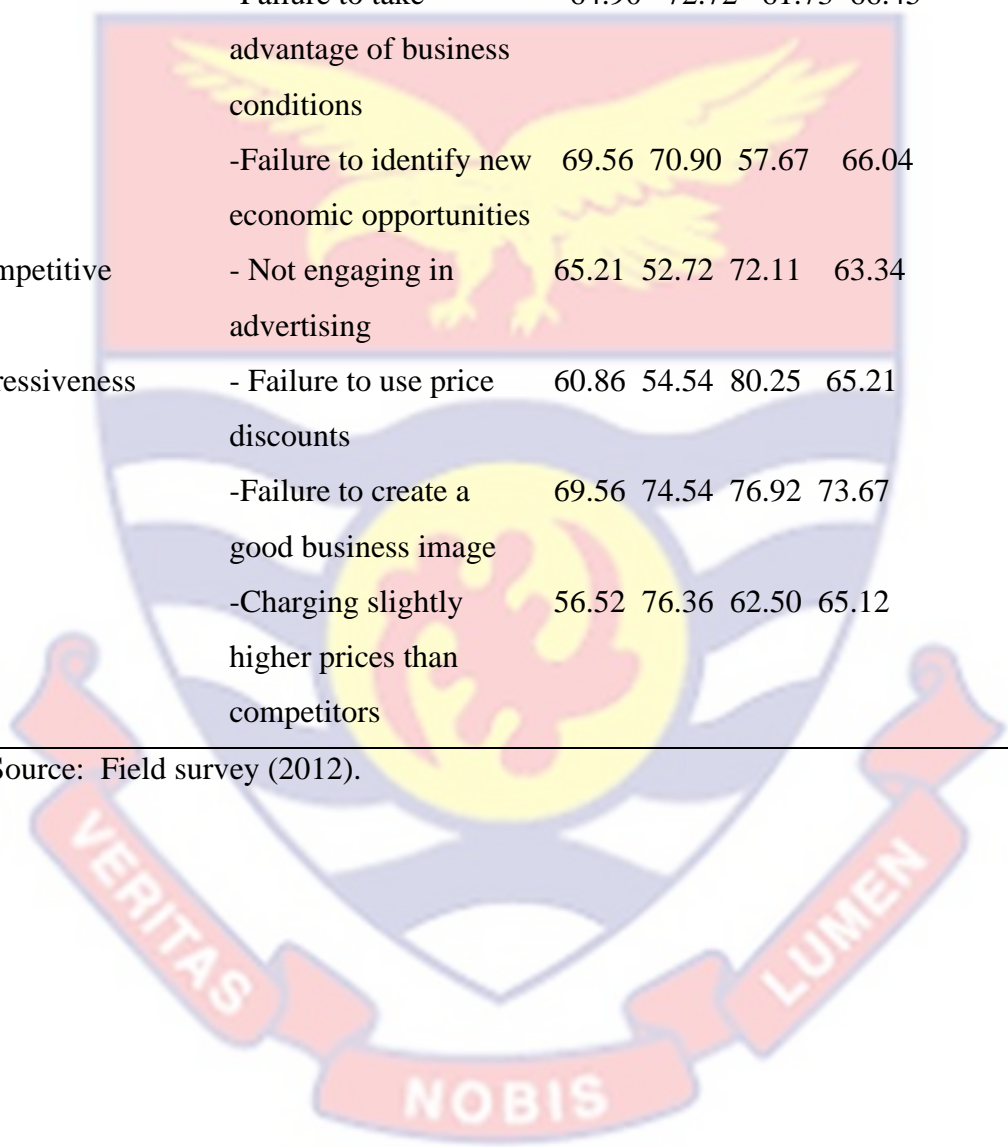 advantage of business
conditions
-Failure to identify new 69.56 70.90 57.67 66.04
economic opportunities
mpetitive - Not engaging in 65.21 52.72 72.11 63.34
advertising
ressiveness - Failure to use price 60.86 54.54 80.25 65.21
discounts
-Failure to create a 69.56 74.54 76.92 73.67
good business image
-Charging slightly 56.52 76.36 62.50 65.12
higher prices than
competitors
Source: Field survey (2012).
VERITAS
NOBIS
LUMEN